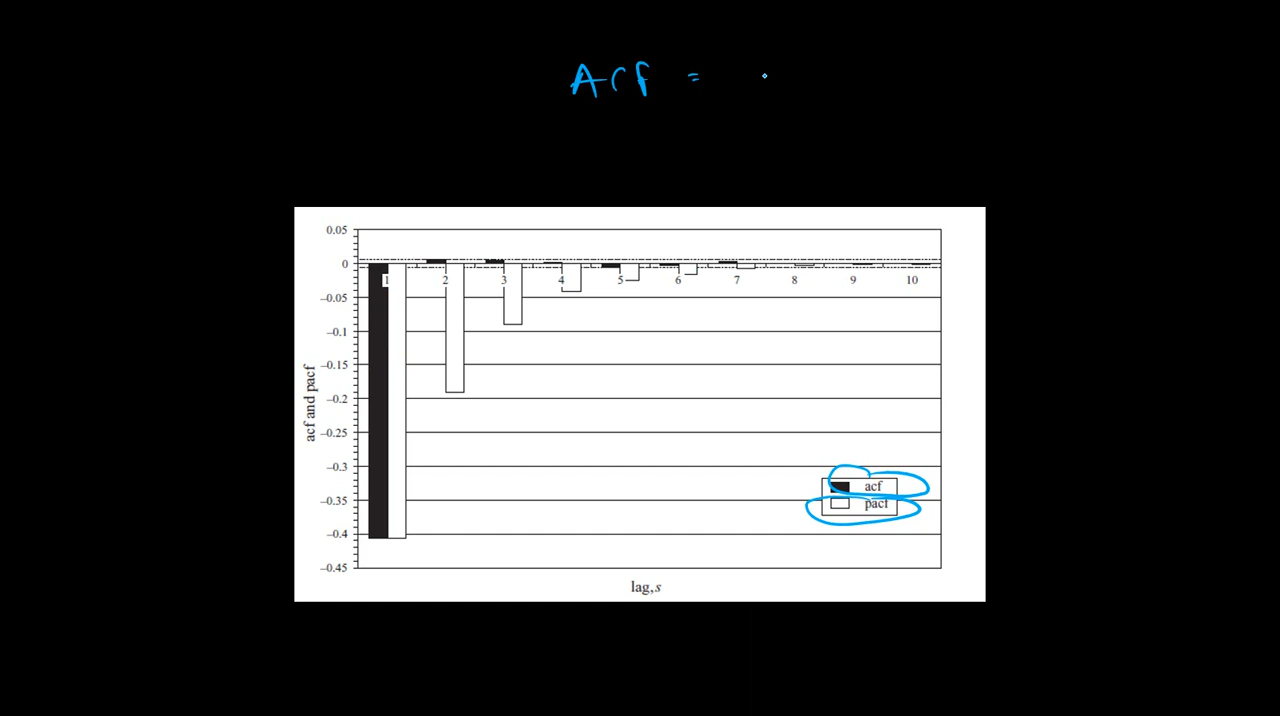 Acf =
0.05
0
-0.05
-0.1
-0.15
-0.2
-0.25
-0.3
-0.35
-0.4
-0.45
acf and pacf
1 2 3 4 5 6 7 8 9 10
acf
pacf
lag, s